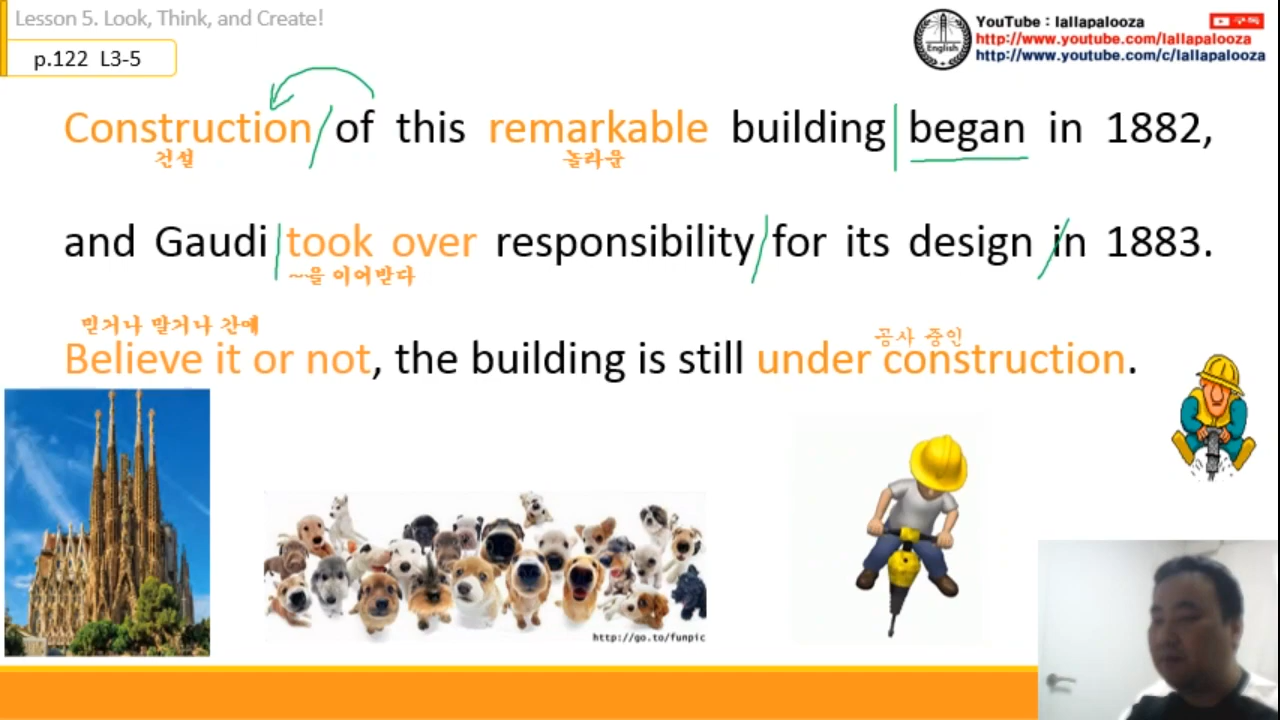 Lesson 5. Look, Think, and Create!
p.122 L3-5
English
YouTube : lallapalooza
구독
http://www.youtube.com/lallapalooza
http://www.youtube.com/c/lallapalooza
Construction of this remarkable building began in 1882,
건설 놀라운
and Gaudi took over responsibility for its design in 1883.
~을 이어받다
믿거나 말거나 간에
공사 중인
Believe it or not, the building is still under construction.
http://go.to/funpic